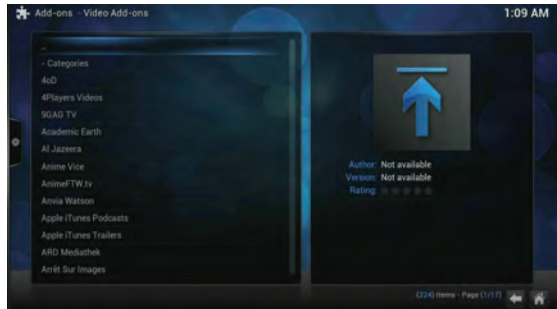 Add-ons - Video Add-ons
1:09 AM
..
- Categories
4oD
4Players Videos
9GAG TV
Academic Earth
Al Jazeera
Anime Vice
AnimeFTW.tv
Anvia Watson
Apple iTunes Podcasts
Apple iTunes Trailers
ARD Mediathek
Arrêt Sur Images
Author: Not available
Version: Not available
Rating:
(224) Items - Page (1/17)